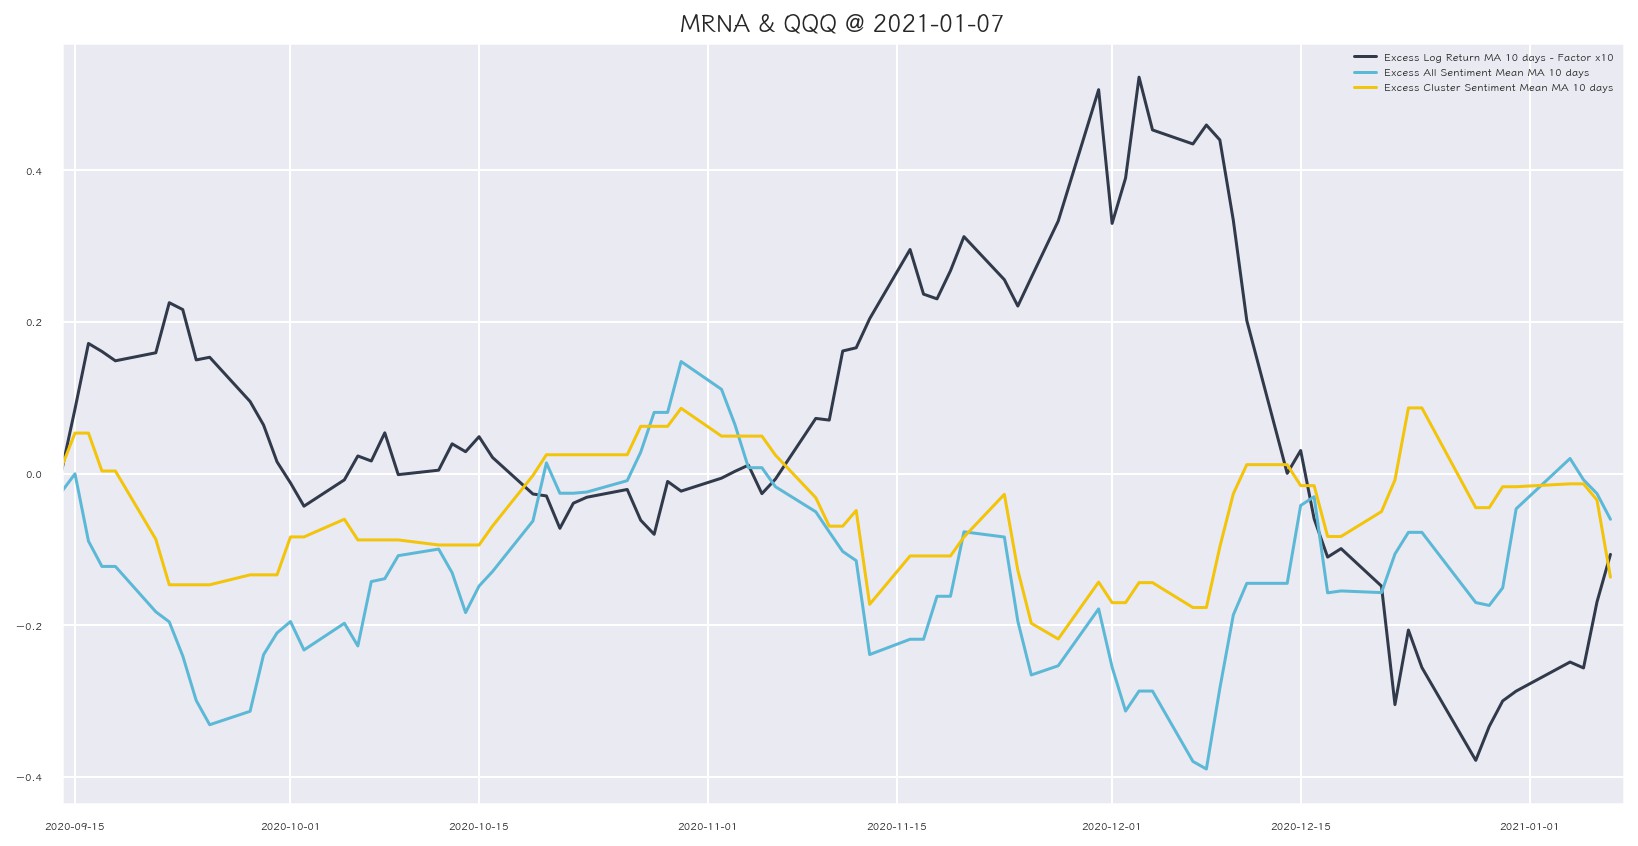 MRNA & QQQ @ 2021-01-07
Excess Log Return MA 10 days - Factor x10
Excess All Sentiment Mean MA 10 days
Excess Cluster Sentiment Mean MA 10 days
0.4
0.2
0.0
−0.2
−0.4
2020-09-15 2020-10-01 2020-10-15 2020-11-01 2020-11-15 2020-12-01 2020-12-15 2021-01-01